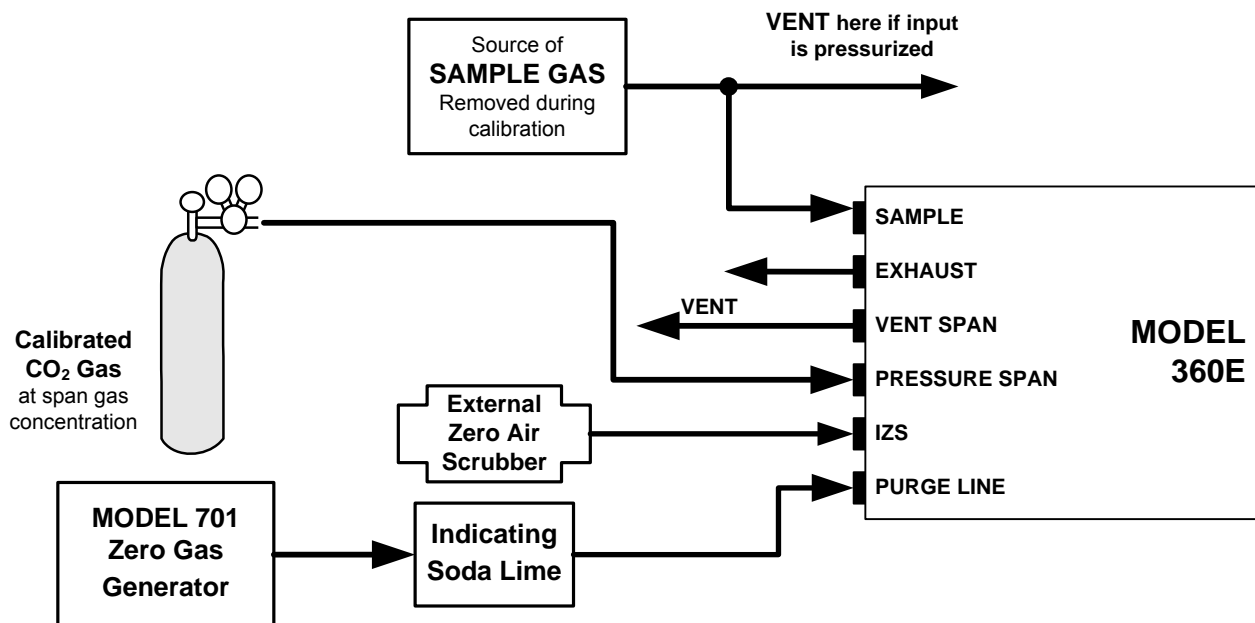 VENT here if input
is pressurized
Source of
SAMPLE GAS
Removed during
calibration
SAMPLE
EXHAUST
VENT
VENT SPAN
MODEL
360E
PRESSURE SPAN
IZS
PURGE LINE
Calibrated
CO₂ Gas
at span gas
concentration
External
Zero Air
Scrubber
MODEL 701
Zero Gas
Generator
Indicating
Soda Lime